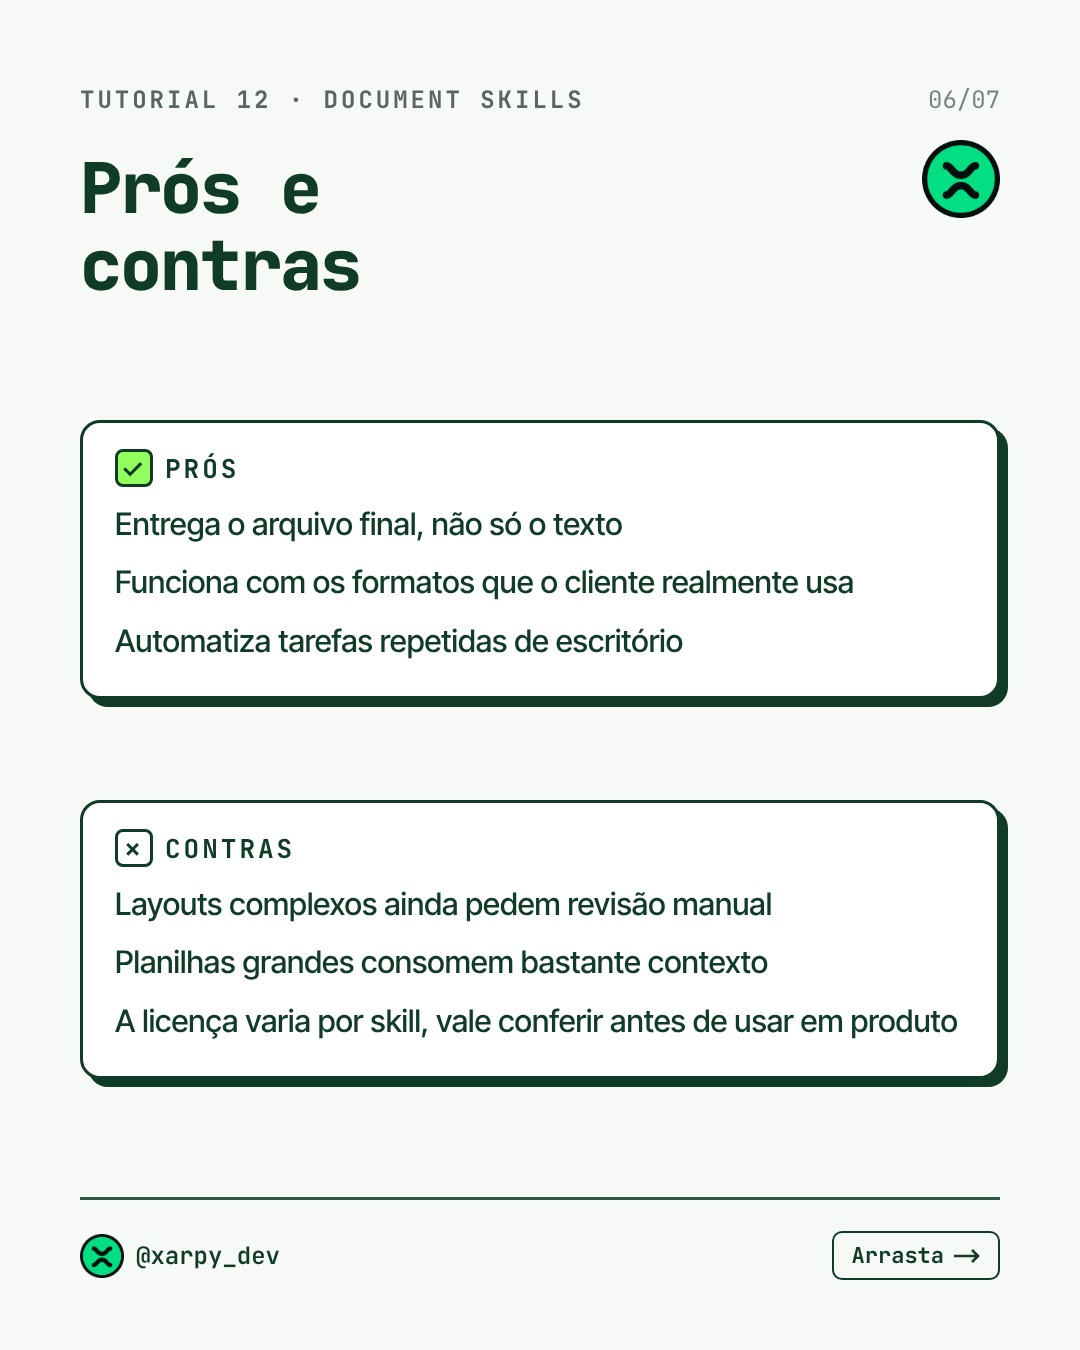 TUTORIAL 12 · DOCUMENT SKILLS
06/07
Prós e
contras
PRÓS
Entrega o arquivo final, não só o texto
Funciona com os formatos que o cliente realmente usa
Automatiza tarefas repetidas de escritório
CONTRAS
Layouts complexos ainda pedem revisão manual
Planilhas grandes consomem bastante contexto
A licença varia por skill, vale conferir antes de usar em produto
@xarpy_dev
Arrasta →